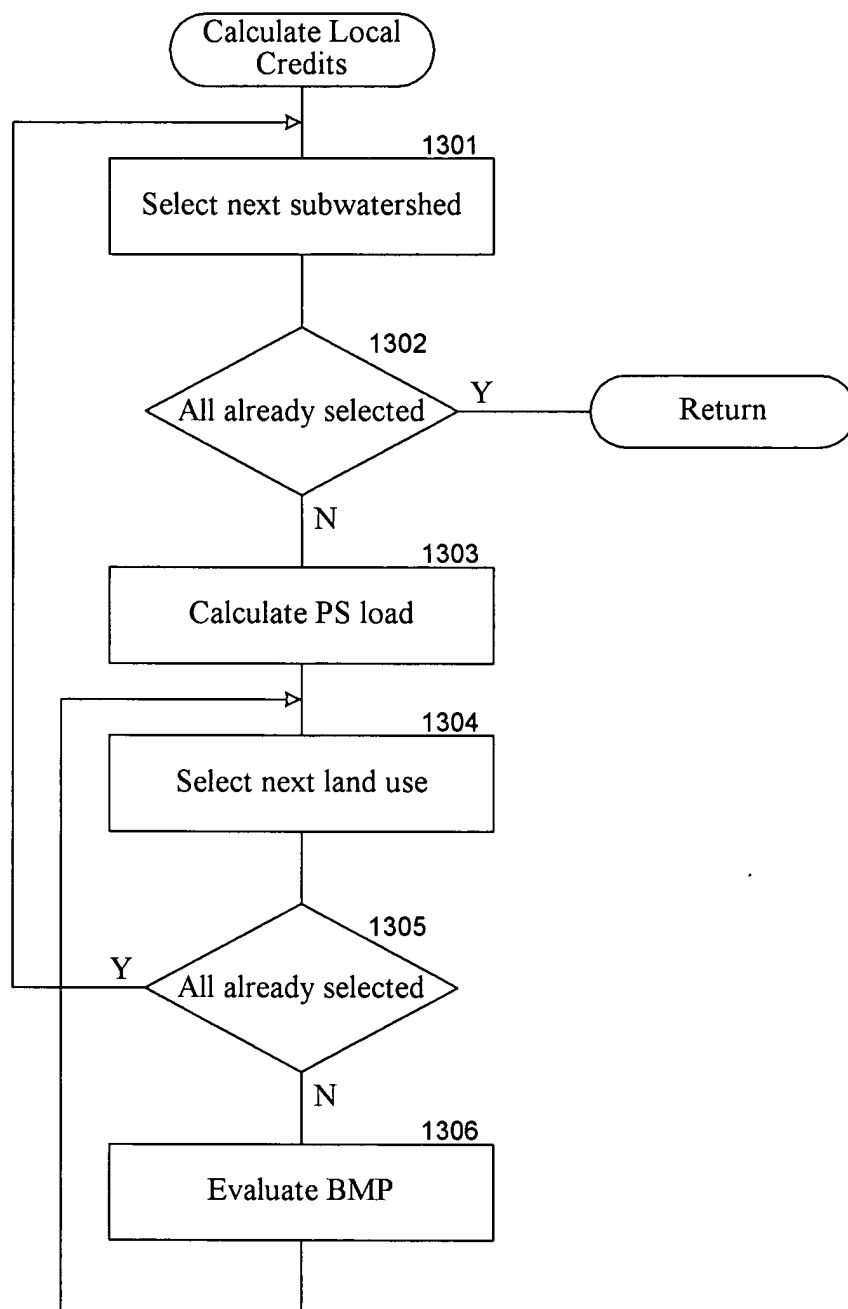 Calculate Local
Credits
1301
Select next subwatershed
1302
All already selected
Y
Return
N
1303
Calculate PS load
1304
Select next land use
1305
Y
All already selected
N
1306
Evaluate BMP